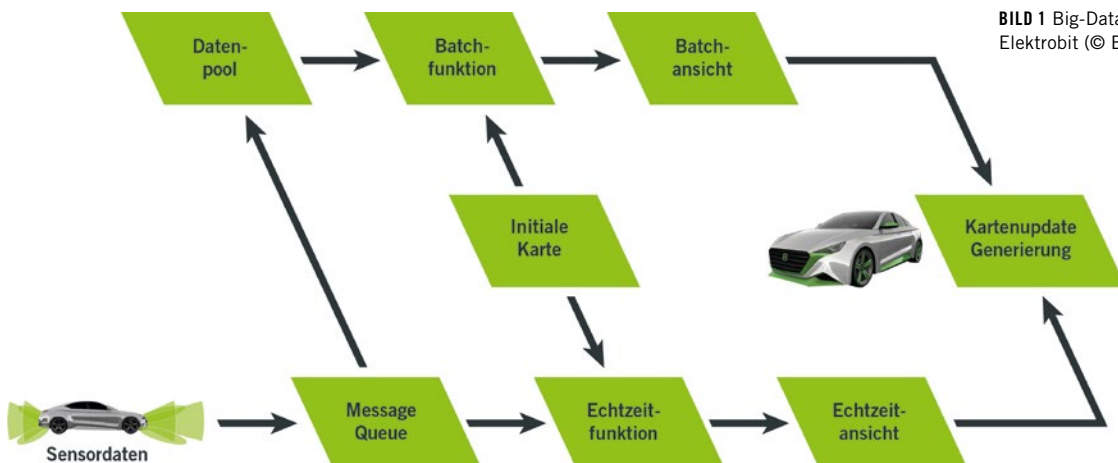 BILD 1 Big-Data
Elektrobit (© E
Daten-
pool
Batch-
funktion
Batch-
ansicht
Initiale
Karte
Kartenupdate
Generierung
Message
Queue
Echtzeit-
funktion
Echtzeit-
ansicht
Sensordaten